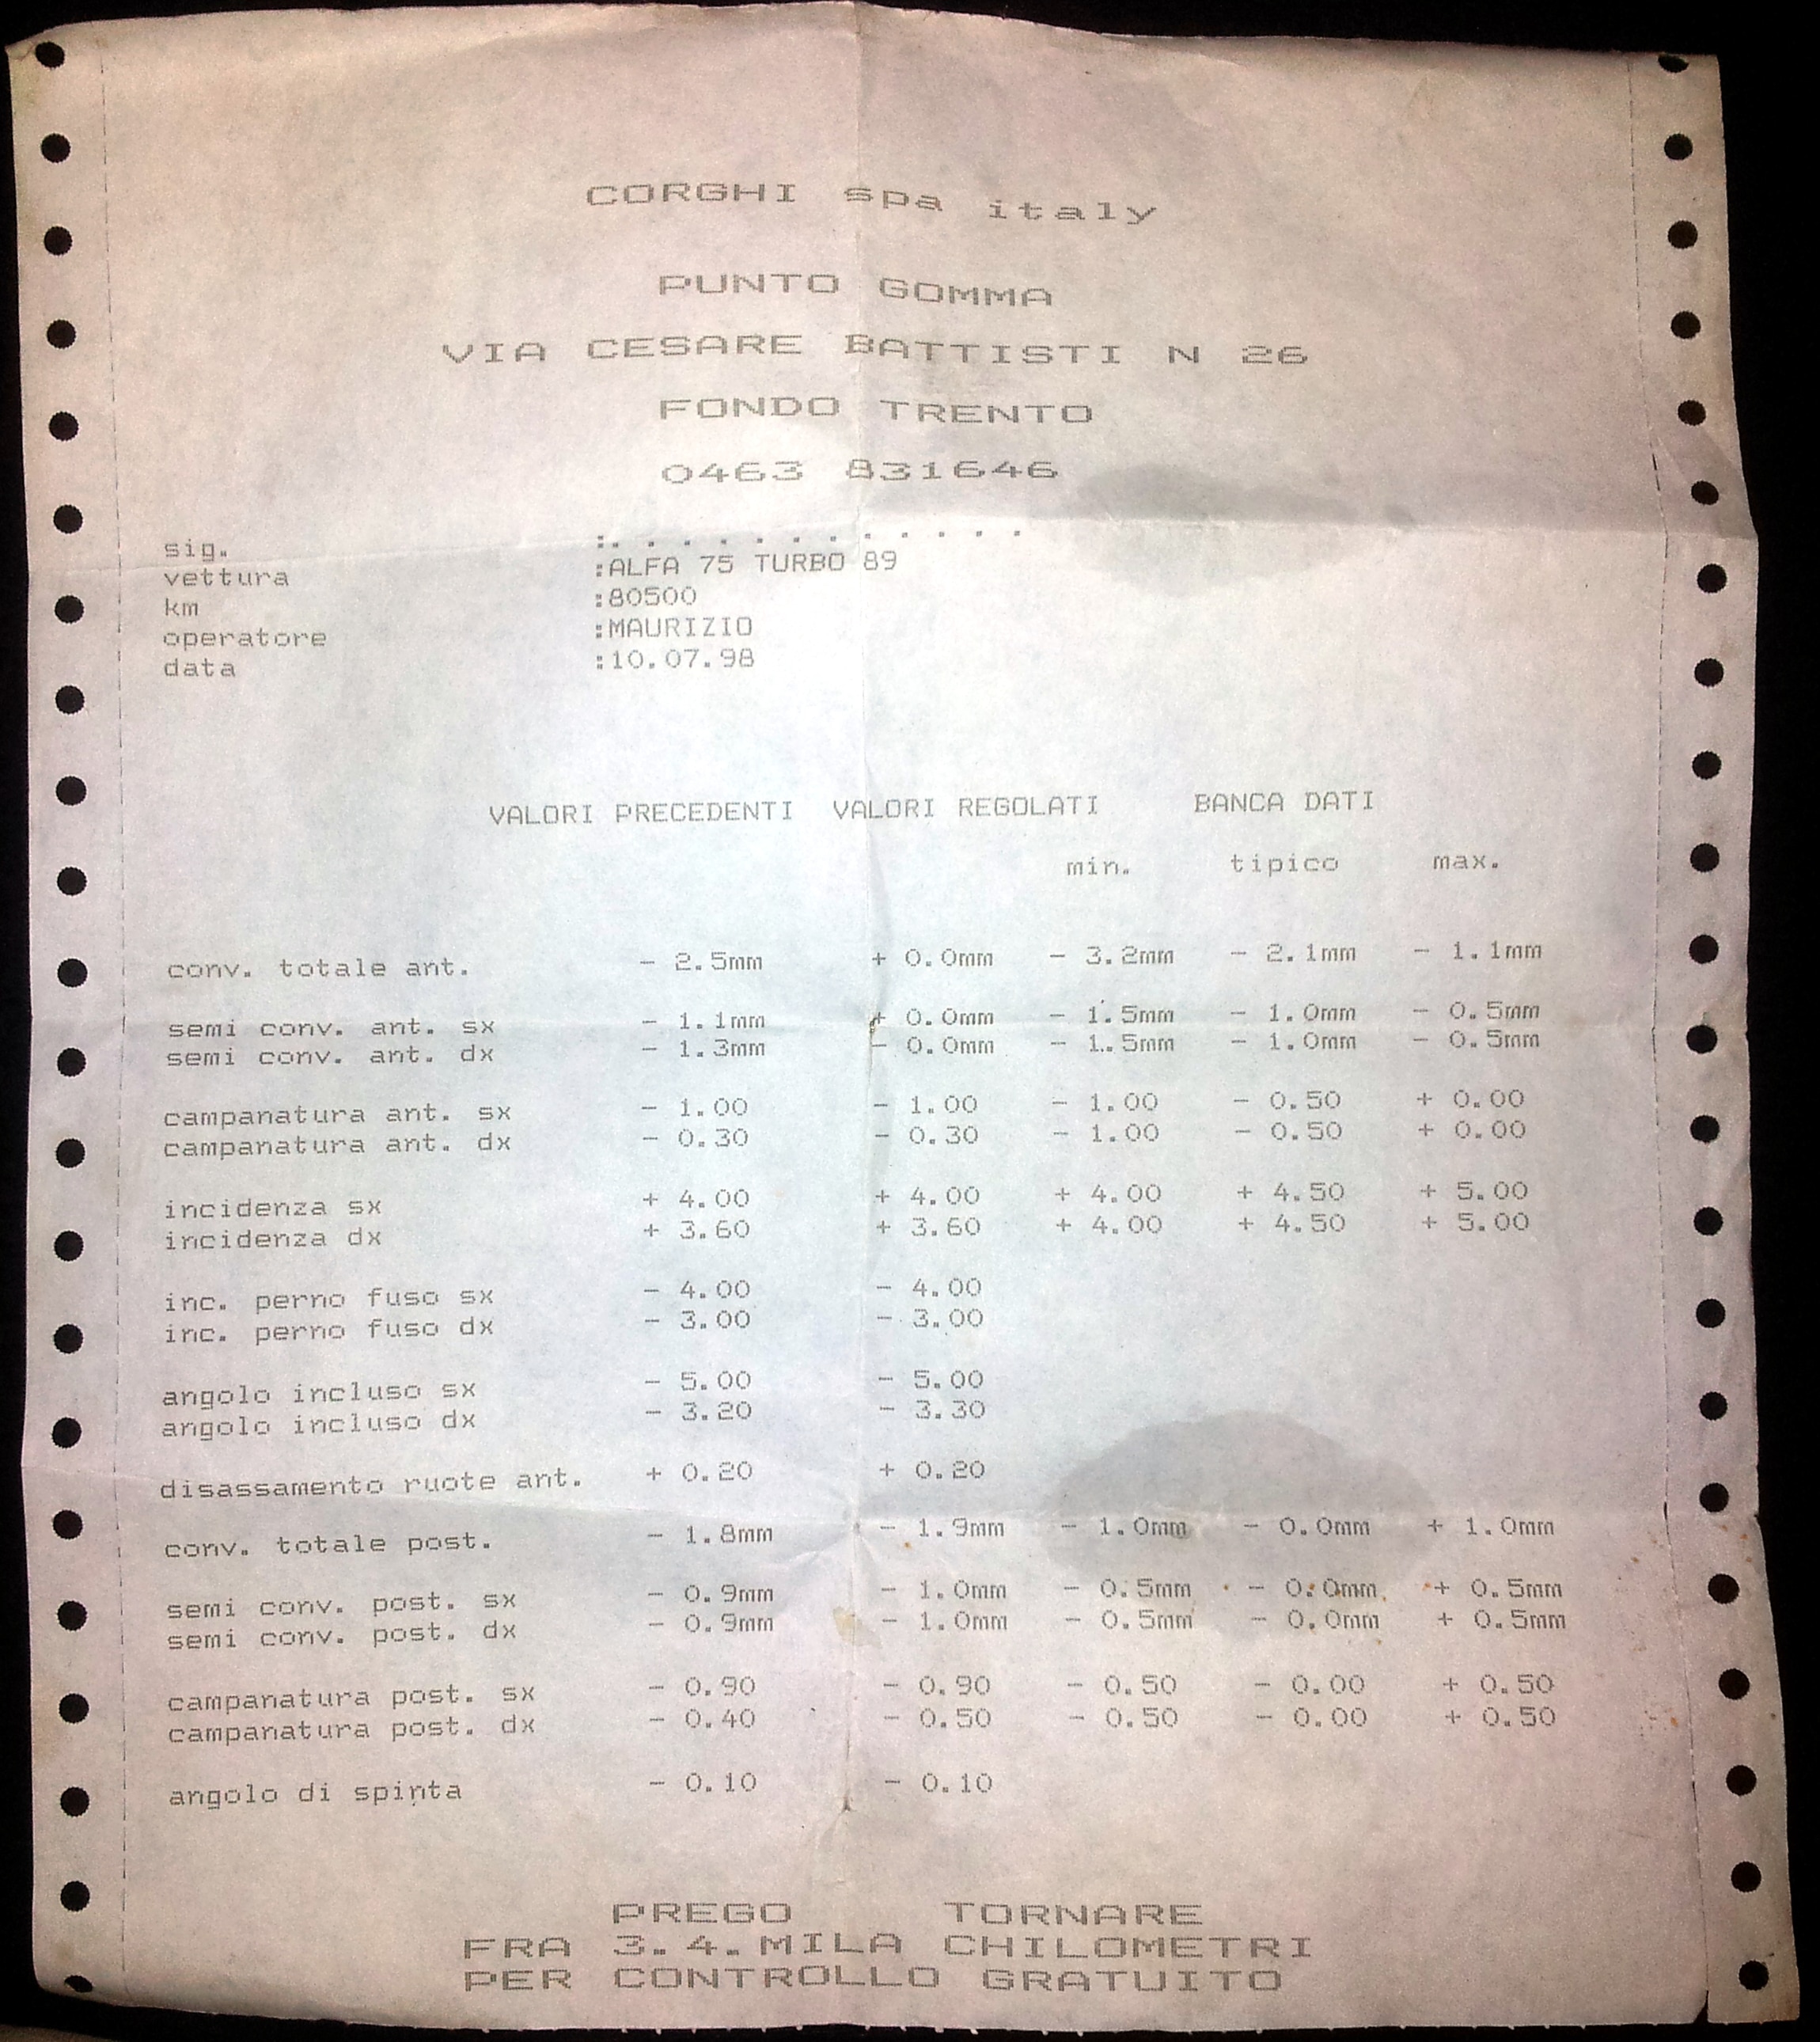 CORGHI spa italy
PUNTO GOMMA
VIA CESARE BATTISTI N 26
FONDO TRENTO
0463 831646
sig. :. . . . . . . . . . . .
vettura :ALFA 75 TURBO 89
km :80500
operatore :MAURIZIO
data :10.07.98
VALORI PRECEDENTI VALORI REGOLATI BANCA DATI
min. tipico max.
conv. totale ant. - 2.5mm + 0.0mm - 3.2mm - 2.1mm - 1.1mm
semi conv. ant. sx - 1.1mm + 0.0mm - 1.5mm - 1.0mm - 0.5mm
semi conv. ant. dx - 1.3mm - 0.0mm - 1.5mm - 1.0mm - 0.5mm
campanatura ant. sx - 1.00 - 1.00 - 1.00 - 0.50 + 0.00
campanatura ant. dx - 0.30 - 0.30 - 1.00 - 0.50 + 0.00
incidenza sx + 4.00 + 4.00 + 4.00 + 4.50 + 5.00
incidenza dx + 3.60 + 3.60 + 4.00 + 4.50 + 5.00
inc. perno fuso sx - 4.00 - 4.00
inc. perno fuso dx - 3.00 - 3.00
angolo incluso sx - 5.00 - 5.00
angolo incluso dx - 3.20 - 3.30
disassamento ruote ant. + 0.20 + 0.20
conv. totale post. - 1.8mm - 1.9mm - 1.0mm - 0.0mm + 1.0mm
semi conv. post. sx - 0.9mm - 1.0mm - 0.5mm - 0.0mm + 0.5mm
semi conv. post. dx - 0.9mm - 1.0mm - 0.5mm - 0.0mm + 0.5mm
campanatura post. sx - 0.90 - 0.90 - 0.50 - 0.00 + 0.50
campanatura post. dx - 0.40 - 0.50 - 0.50 - 0.00 + 0.50
angolo di spinta - 0.10 - 0.10
PREGO TORNARE
FRA 3.4.MILA CHILOMETRI
PER CONTROLLO GRATUITO